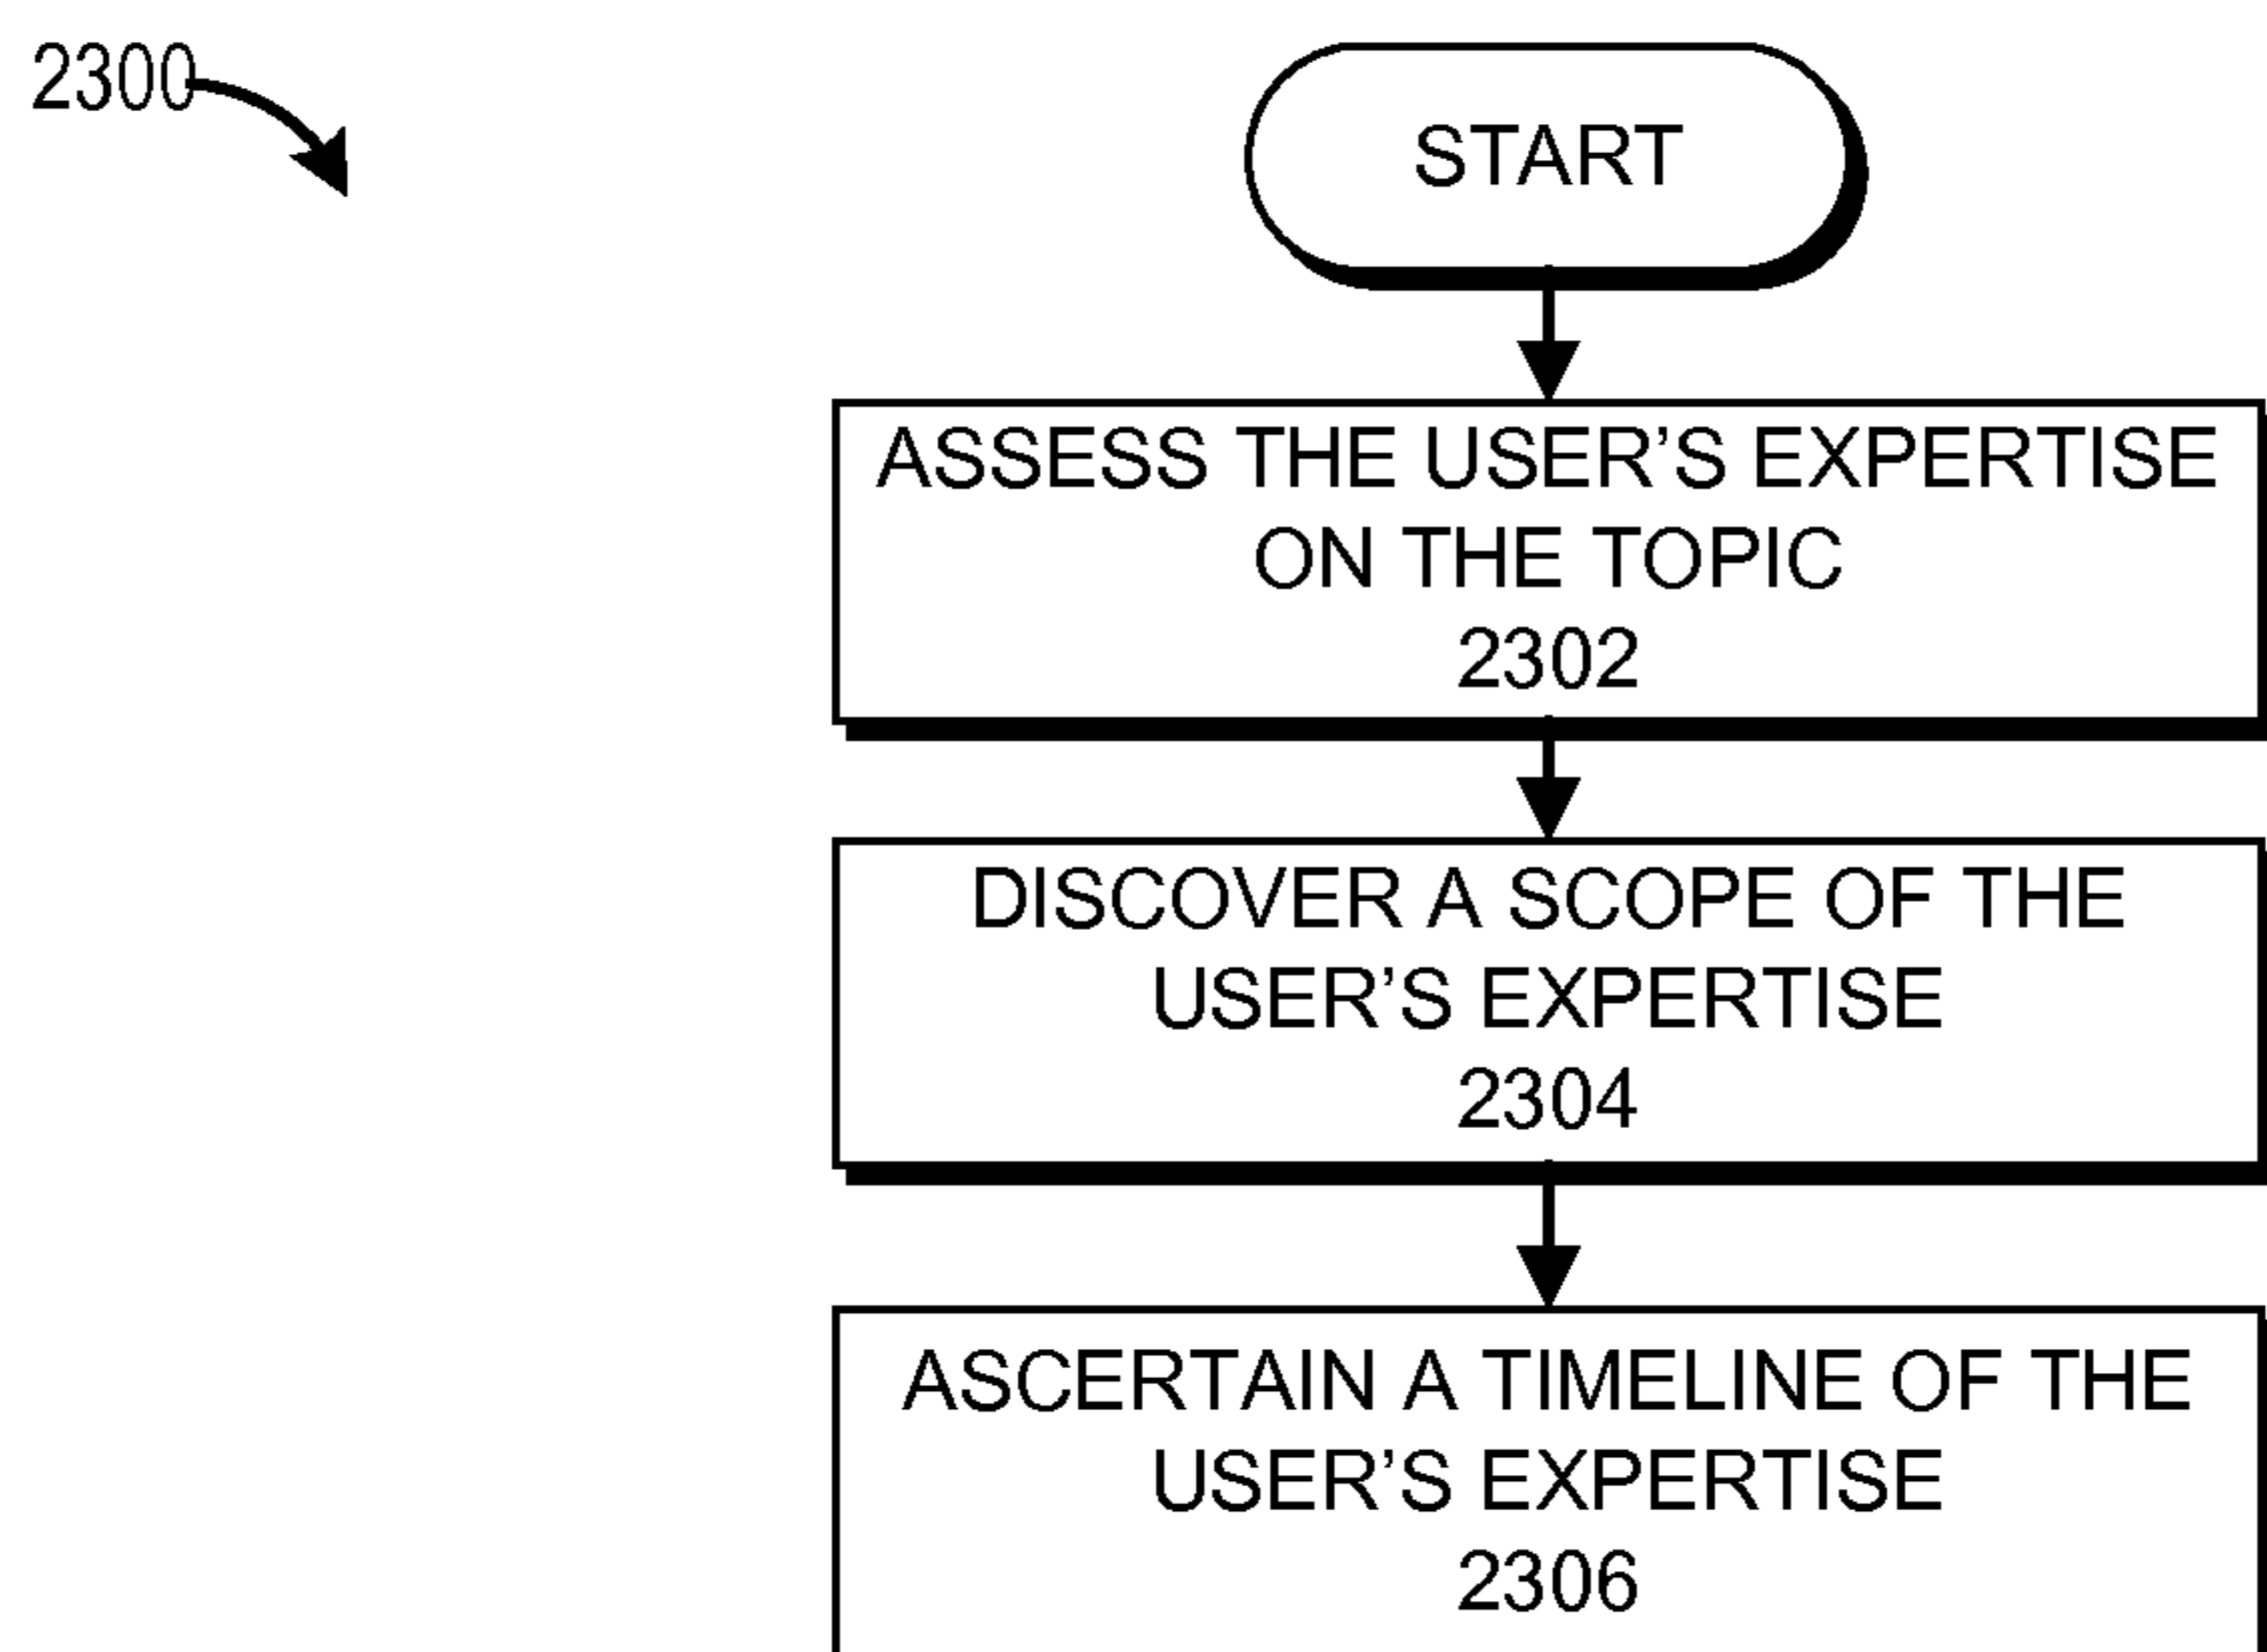 2300
START
ASSESS THE USER’S EXPERTISE
ON THE TOPIC
2302
DISCOVER A SCOPE OF THE
USER’S EXPERTISE
2304
ASCERTAIN A TIMELINE OF THE
USER’S EXPERTISE
2306